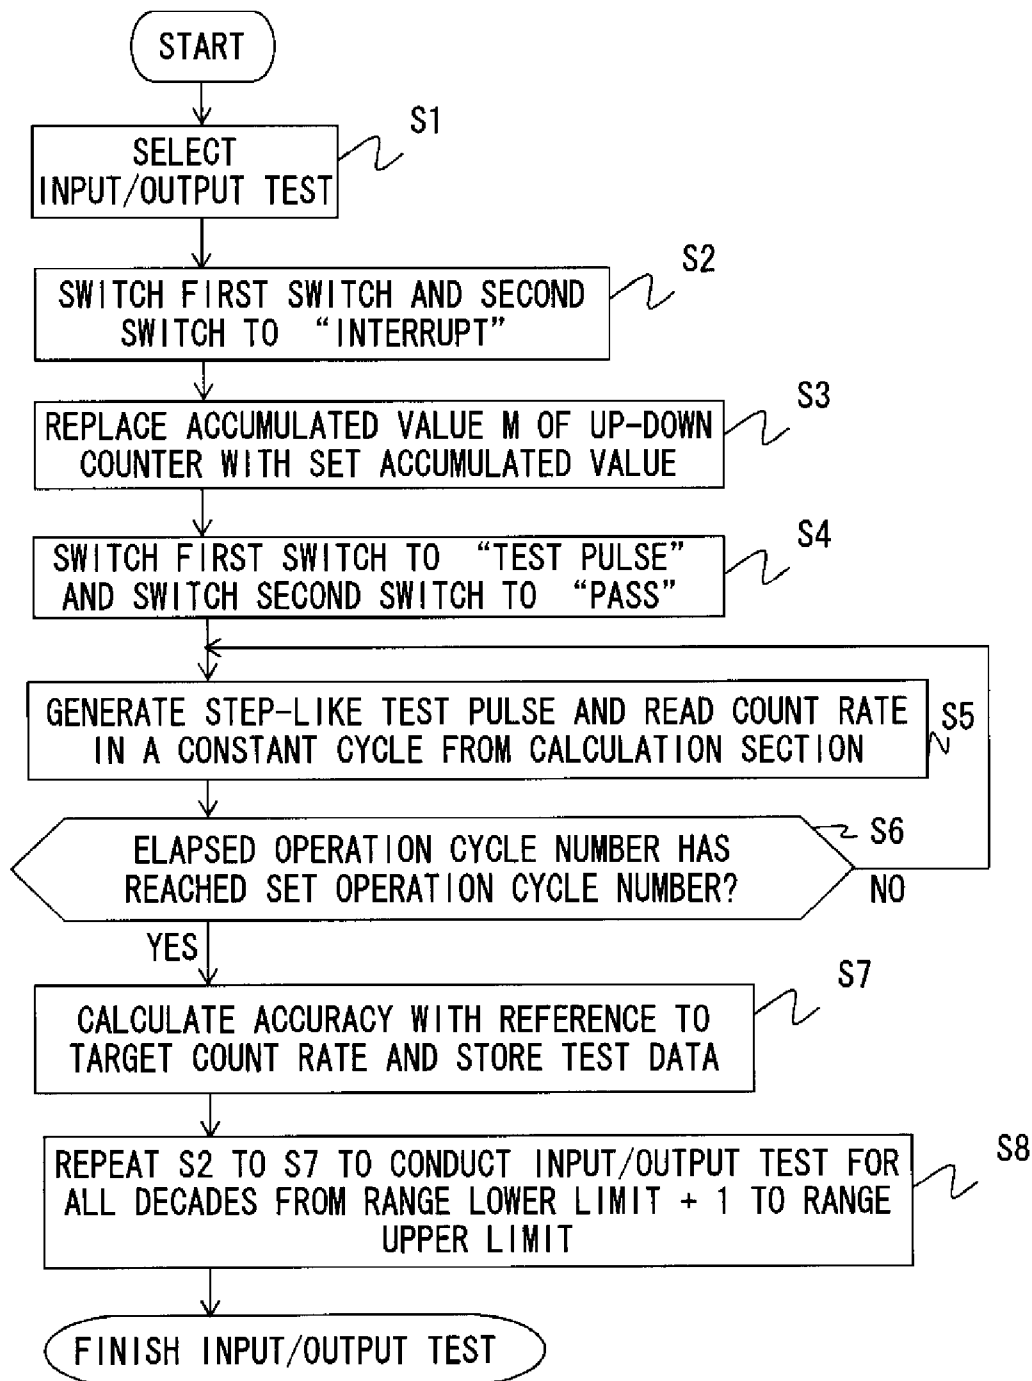 START
S1
SELECT
INPUT/OUTPUT TEST
S2
SWITCH FIRST SWITCH AND SECOND
SWITCH TO “INTERRUPT”
S3
REPLACE ACCUMULATED VALUE M OF UP-DOWN
COUNTER WITH SET ACCUMULATED VALUE
S4
SWITCH FIRST SWITCH TO “TEST PULSE”
AND SWITCH SECOND SWITCH TO “PASS”
GENERATE STEP-LIKE TEST PULSE AND READ COUNT RATE
IN A CONSTANT CYCLE FROM CALCULATION SECTION
S5
S6
ELAPSED OPERATION CYCLE NUMBER HAS
REACHED SET OPERATION CYCLE NUMBER?
NO
YES
S7
CALCULATE ACCURACY WITH REFERENCE TO
TARGET COUNT RATE AND STORE TEST DATA
S8
REPEAT S2 TO S7 TO CONDUCT INPUT/OUTPUT TEST FOR
ALL DECADES FROM RANGE LOWER LIMIT + 1 TO RANGE
UPPER LIMIT
FINISH INPUT/OUTPUT TEST